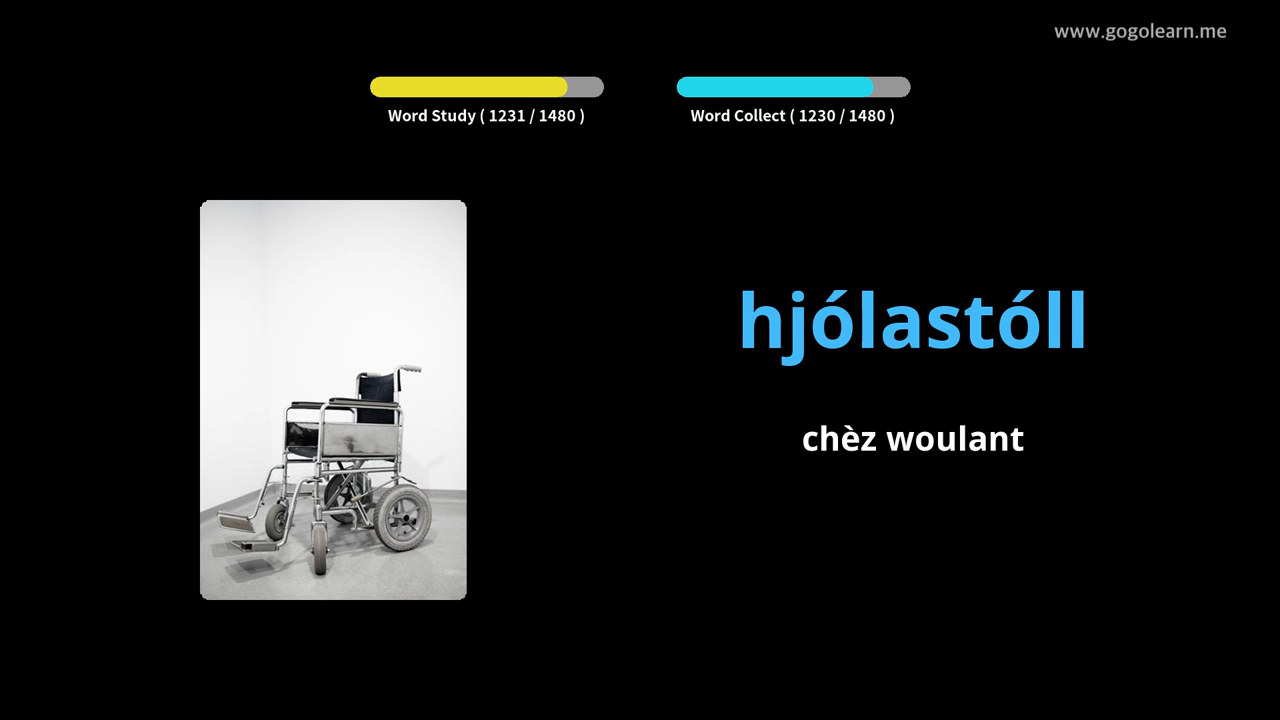 www.gogolearn.me
Word Study ( 1231 / 1480 )
Word Collect ( 1230 / 1480 )
hjólastóll
chèz woulant